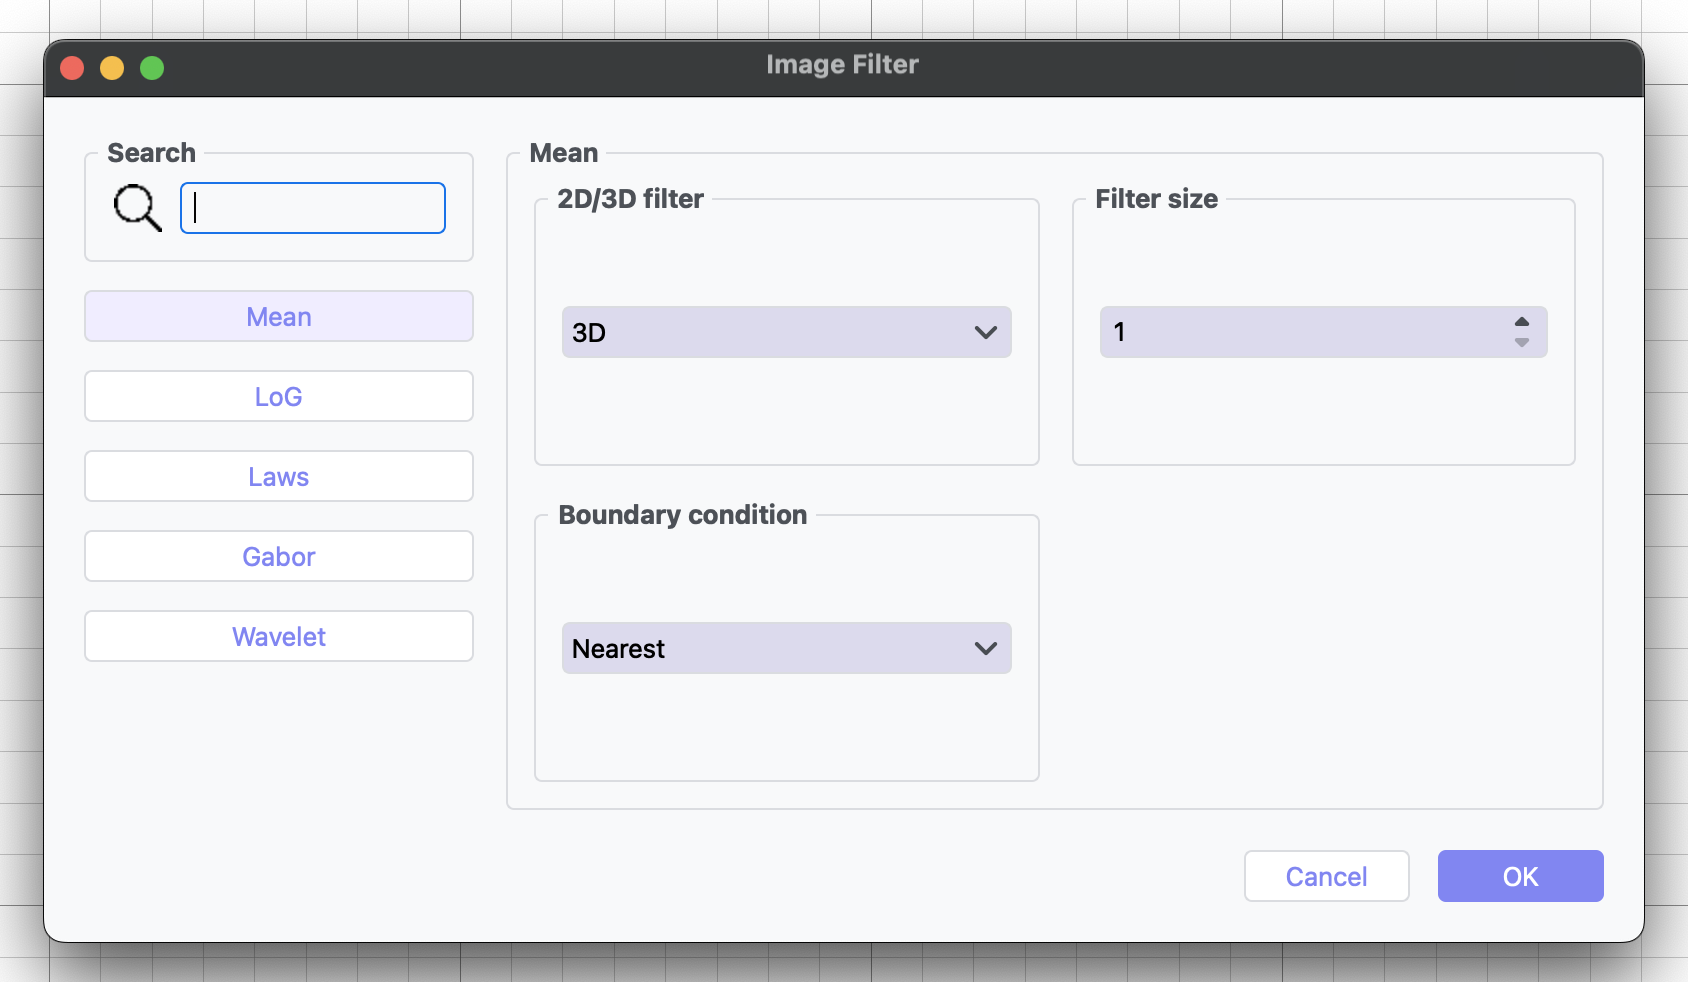 Image Filter
Search
Mean
LoG
Laws
Gabor
Wavelet
Mean
2D/3D filter
3D
Filter size
1
Boundary condition
Nearest
Cancel
OK